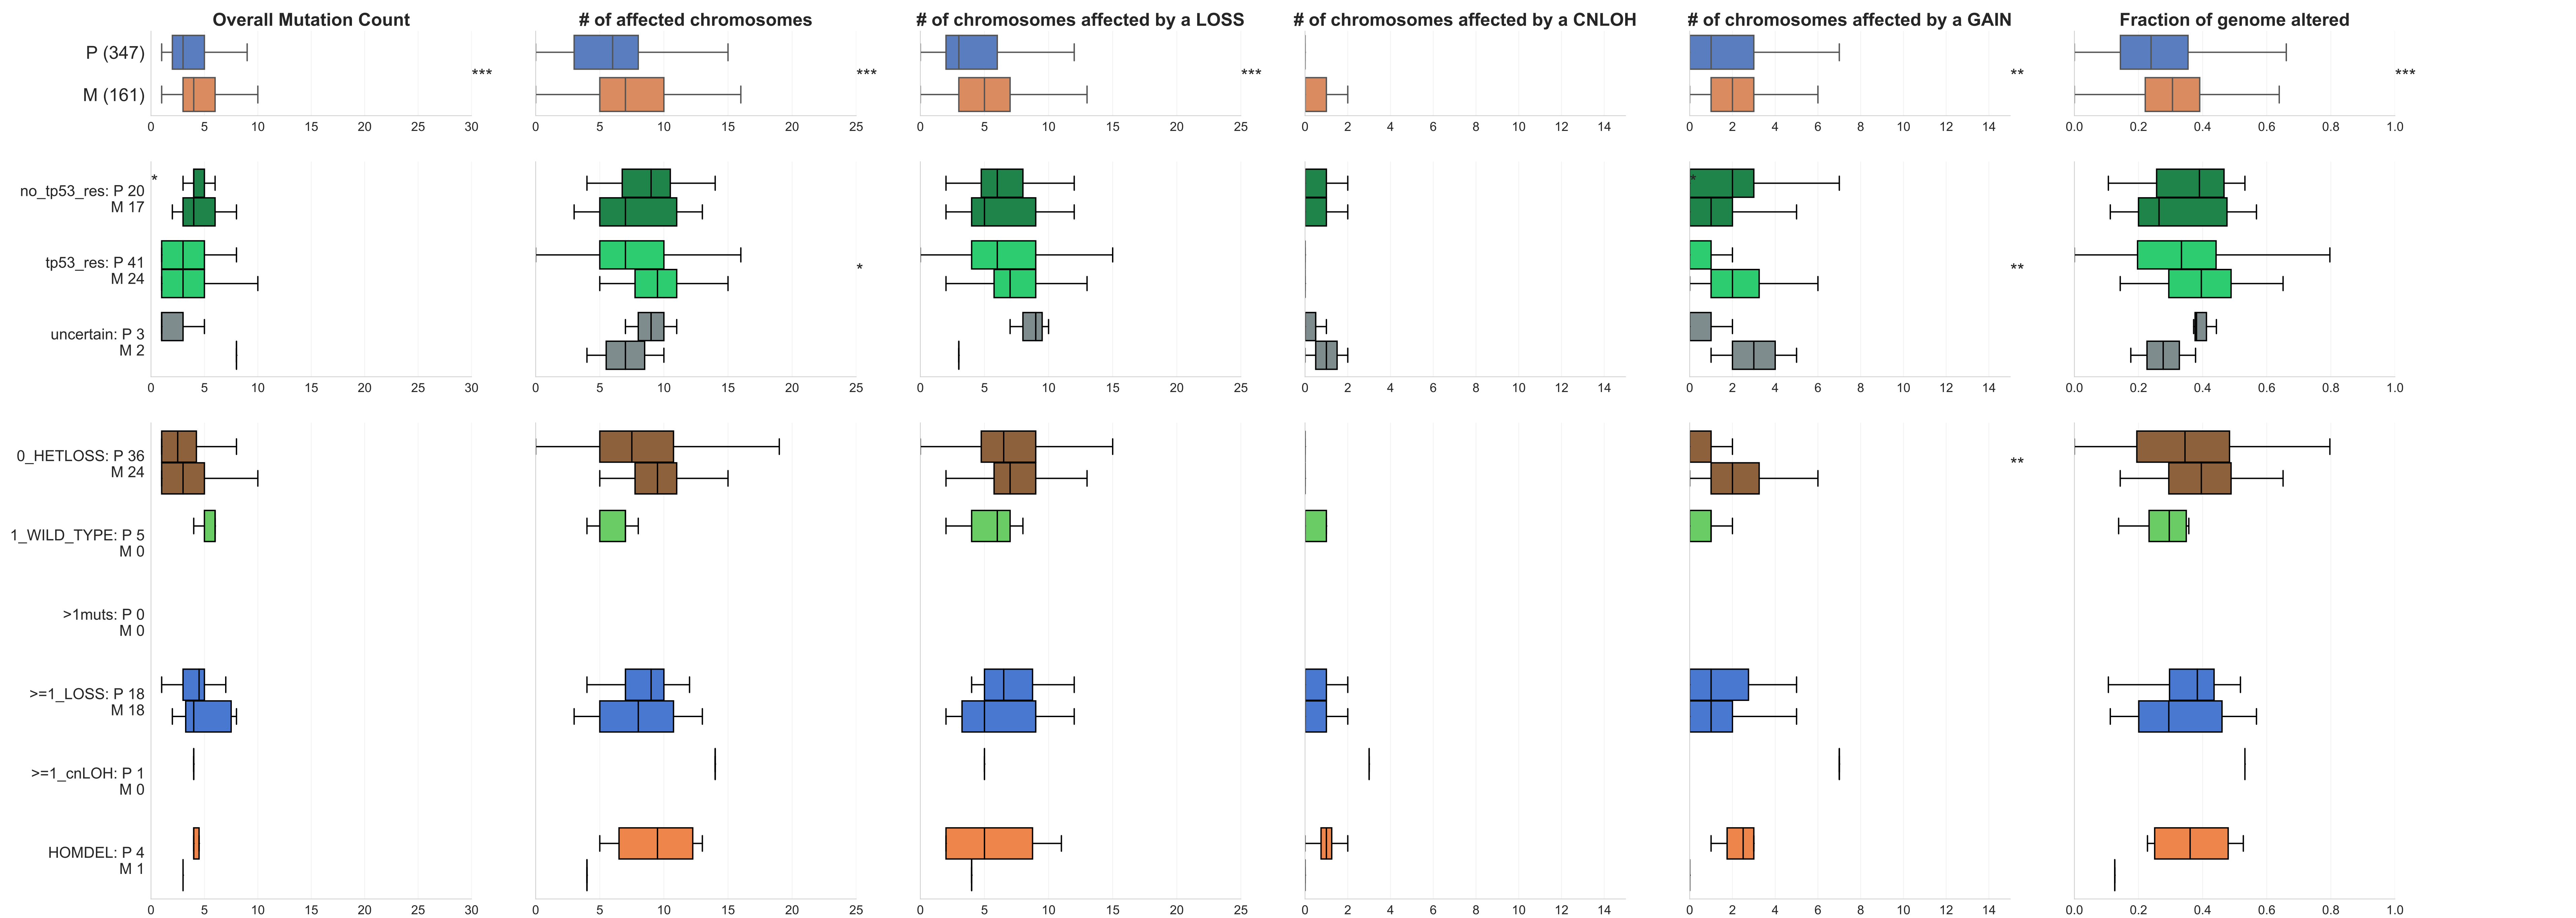 Overall Mutation Count
# of affected chromosomes
# of chromosomes affected by a LOSS
# of chromosomes affected by a CNLOH
# of chromosomes affected by a GAIN
Fraction of genome altered
P (347)
M (161)
*** *** *** ** ***
0 5 10 15 20 25 30
0 5 10 15 20 25
0 5 10 15 20 25
0 2 4 6 8 10 12 14
0 2 4 6 8 10 12 14
0.0 0.2 0.4 0.6 0.8 1.0
* *
no_tp53_res: P 20
M 17
tp53_res: P 41
M 24
* **
uncertain: P 3
M 2
0 5 10 15 20 25 30
0 5 10 15 20 25
0 5 10 15 20 25
0 2 4 6 8 10 12 14
0 2 4 6 8 10 12 14
0.0 0.2 0.4 0.6 0.8 1.0
0_HETLOSS: P 36
M 24
**
1_WILD_TYPE: P 5
M 0
>1muts: P 0
M 0
>=1_LOSS: P 18
M 18
>=1_cnLOH: P 1
M 0
HOMDEL: P 4
M 1
0 5 10 15 20 25 30
0 5 10 15 20 25
0 5 10 15 20 25
0 2 4 6 8 10 12 14
0 2 4 6 8 10 12 14
0.0 0.2 0.4 0.6 0.8 1.0